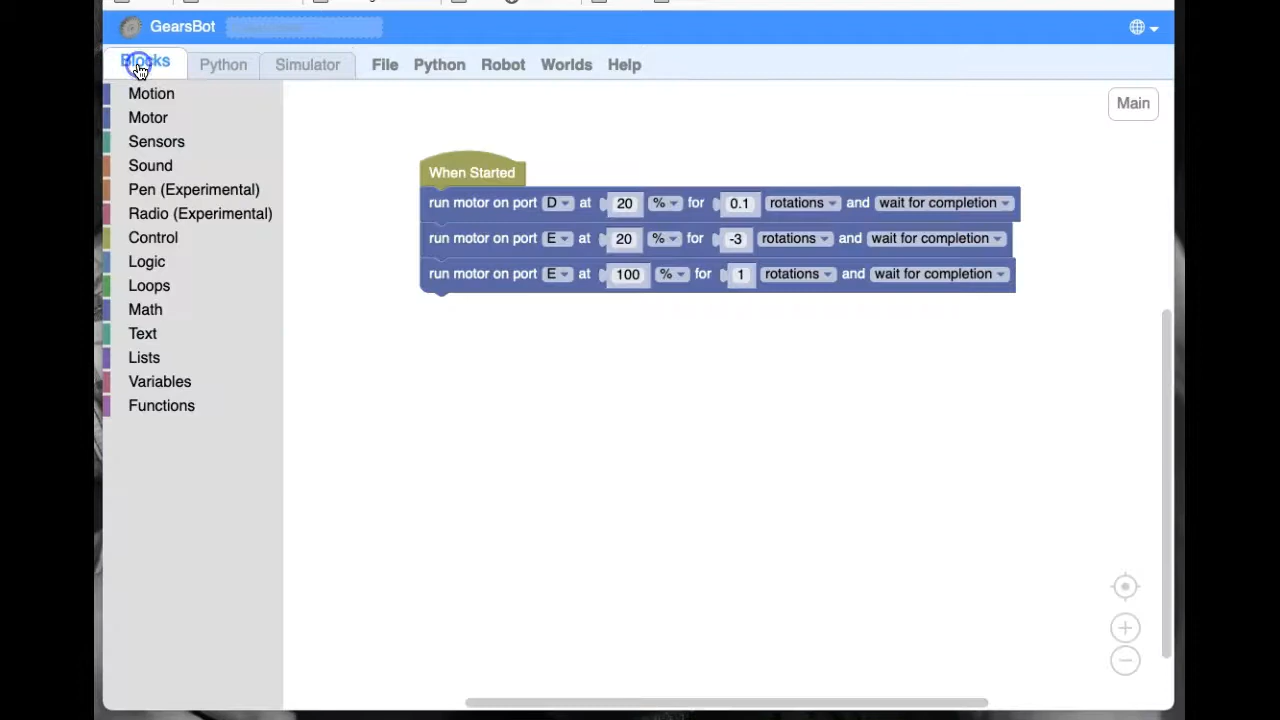 GearsBot
Blocks Python Simulator File Python Robot Worlds Help
Motion
Motor
Sensors
Sound
Pen (Experimental)
Radio (Experimental)
Control
Logic
Loops
Math
Text
Lists
Variables
Functions
Main
When Started
run motor on port D at 20 % for 0.1 rotations and wait for completion
run motor on port E at 20 % for -3 rotations and wait for completion
run motor on port E at 100 % for 1 rotations and wait for completion